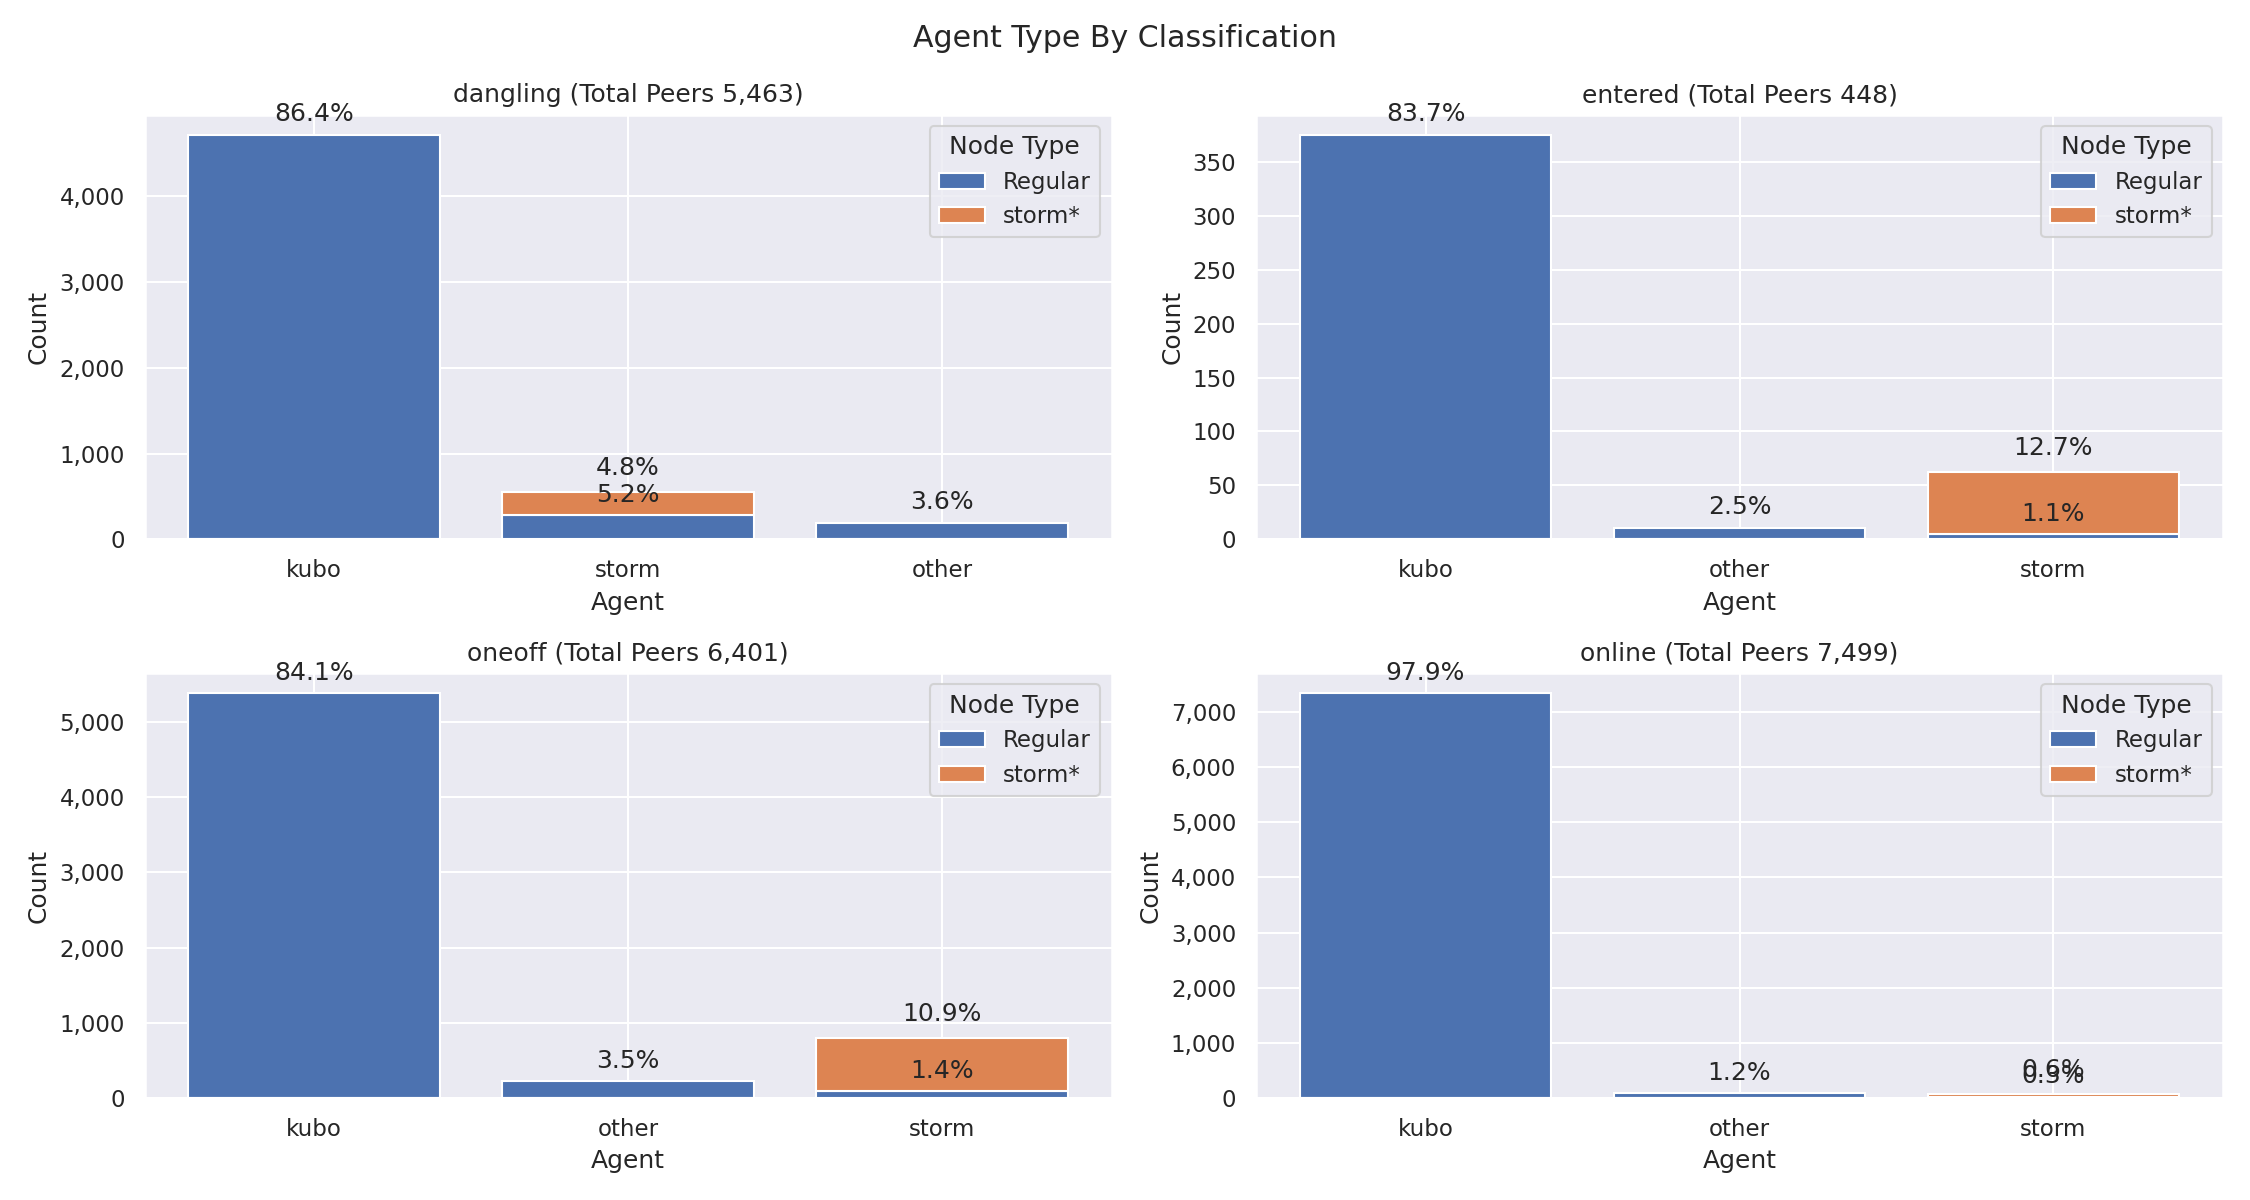 Agent Type By Classification
dangling (Total Peers 5,463)
86.4%
Node Type
Regular
storm*
4,000
3,000
2,000
1,000
0
Count
4.8%
5.2%
3.6%
kubo
storm
other
Agent
entered (Total Peers 448)
83.7%
Node Type
Regular
storm*
350
300
250
200
150
100
50
0
Count
2.5%
12.7%
1.1%
kubo
other
storm
Agent
oneoff (Total Peers 6,401)
84.1%
Node Type
Regular
storm*
5,000
4,000
3,000
2,000
1,000
0
Count
3.5%
10.9%
1.4%
kubo
other
storm
Agent
online (Total Peers 7,499)
97.9%
Node Type
Regular
storm*
7,000
6,000
5,000
4,000
3,000
2,000
1,000
0
Count
1.2%
0.6%
kubo
other
storm
Agent